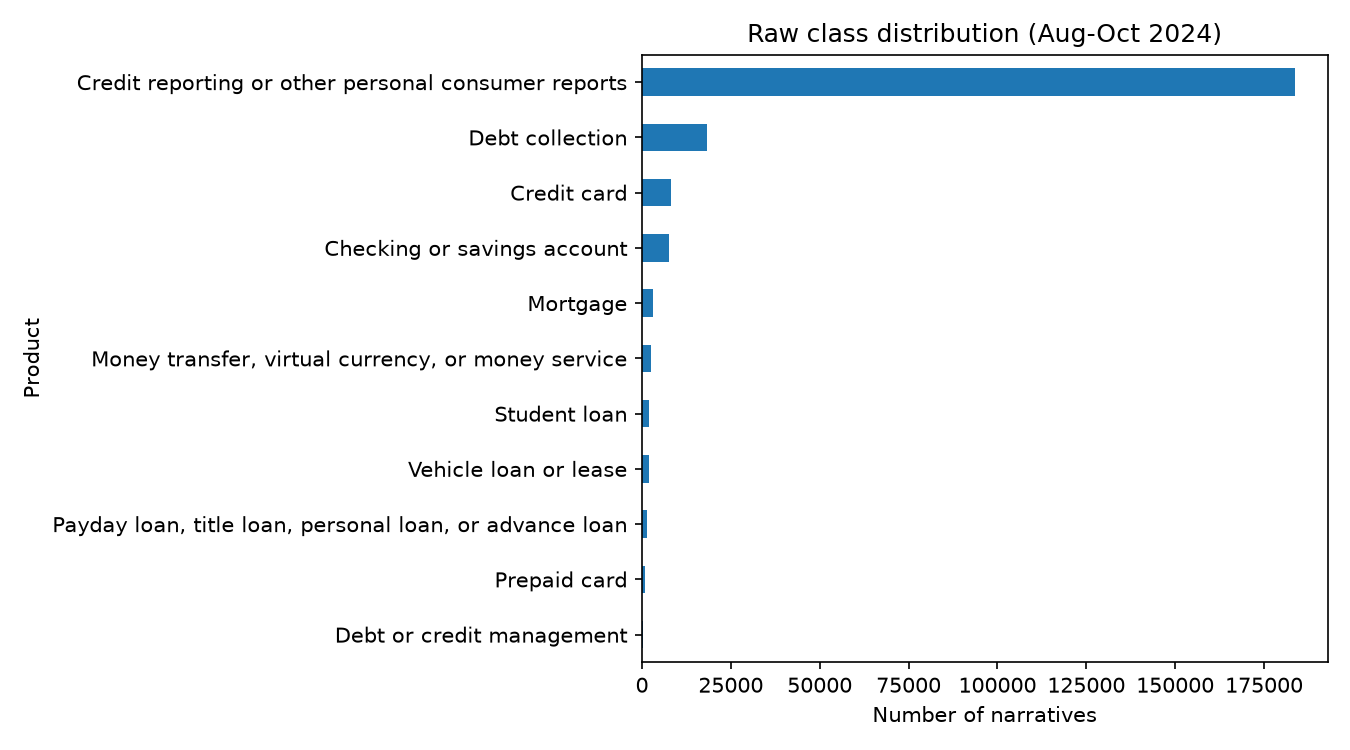 Raw class distribution (Aug-Oct 2024)
Credit reporting or other personal consumer reports
Debt collection
Credit card
Checking or savings account
Mortgage
Money transfer, virtual currency, or money service
Student loan
Vehicle loan or lease
Payday loan, title loan, personal loan, or advance loan
Prepaid card
Debt or credit management
Product
0 25000 50000 75000 100000 125000 150000 175000
Number of narratives